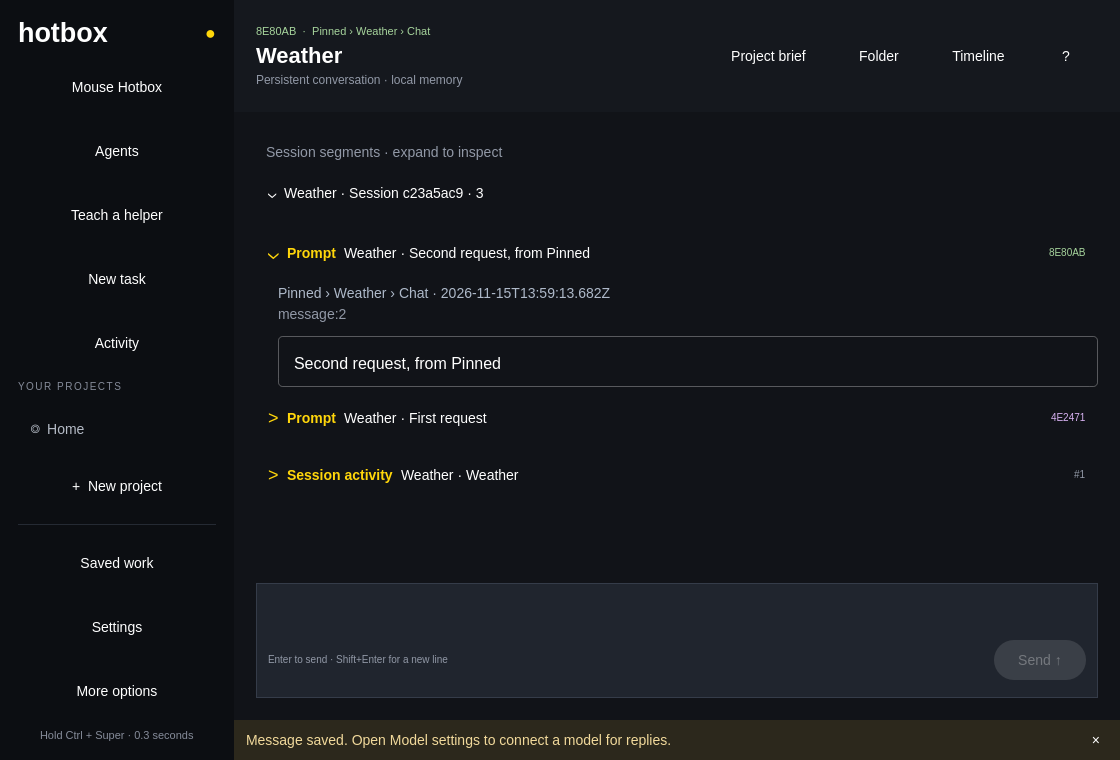 hotbox
Mouse Hotbox
Agents
Teach a helper
New task
Activity
YOUR PROJECTS
Home
+ New project
Saved work
Settings
More options
Hold Ctrl + Super · 0.3 seconds
8E80AB · Pinned › Weather › Chat
Weather
Persistent conversation · local memory
Project brief
Folder
Timeline
?
Session segments · expand to inspect
Weather · Session c23a5ac9 · 3
Prompt Weather · Second request, from Pinned 8E80AB
Pinned › Weather › Chat · 2026-11-15T13:59:13.682Z
message:2
Second request, from Pinned
> Prompt Weather · First request 4E2471
> Session activity Weather · Weather #1
Enter to send · Shift+Enter for a new line
Send ↑
Message saved. Open Model settings to connect a model for replies. ×